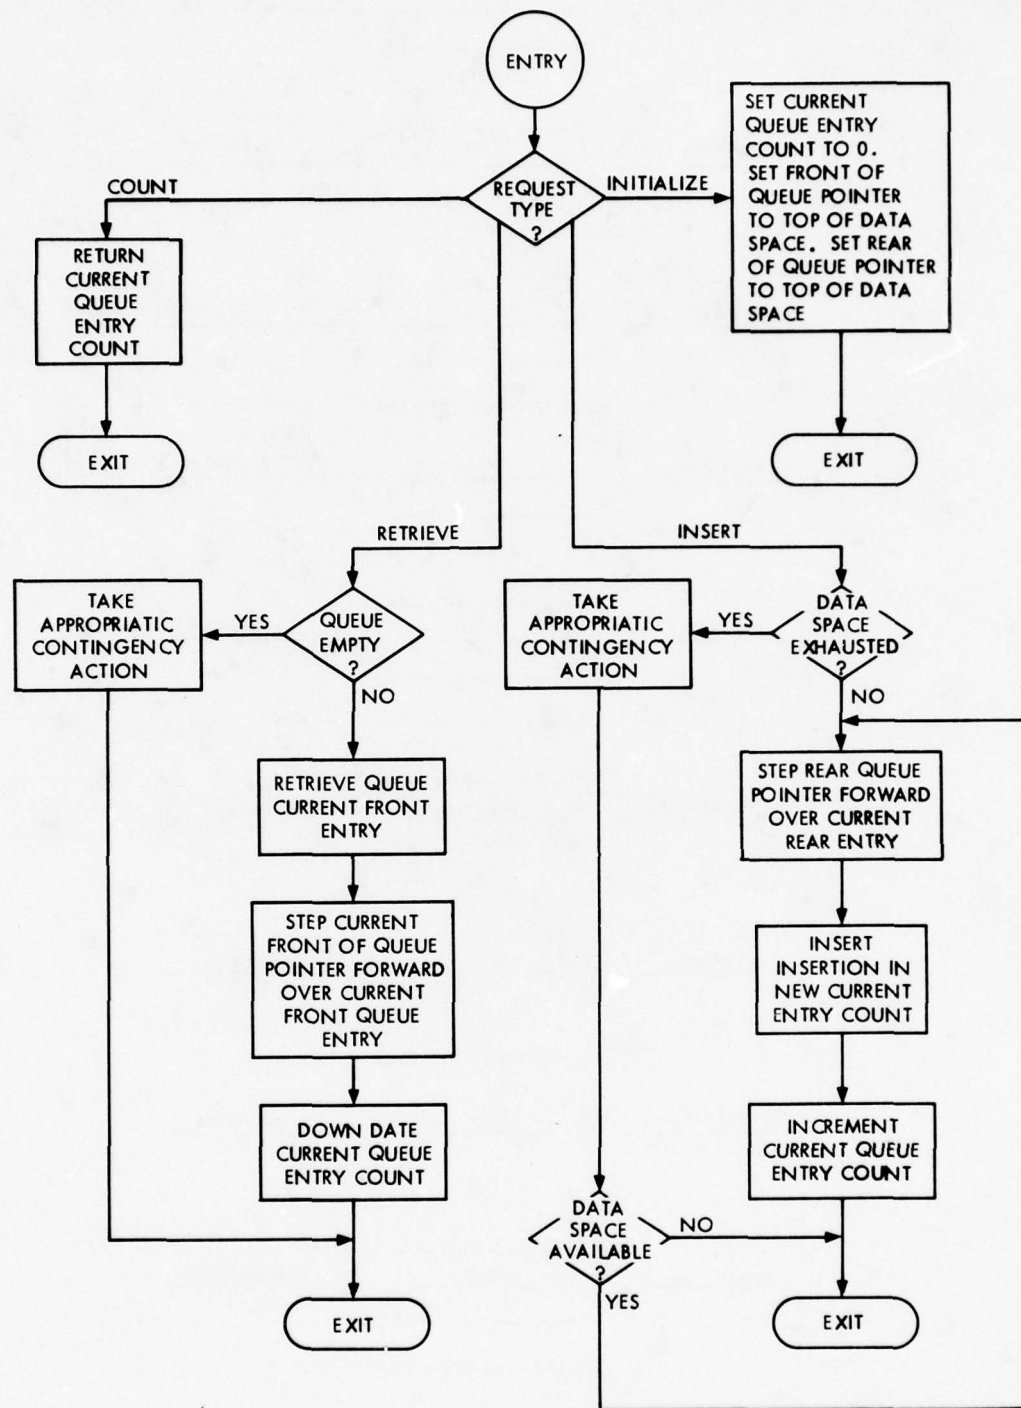 ENTRY
REQUEST
TYPE
?
COUNT
INITIALIZE
SET CURRENT
QUEUE ENTRY
COUNT TO 0.
SET FRONT OF
QUEUE POINTER
TO TOP OF DATA
SPACE. SET REAR
OF QUEUE POINTER
TO TOP OF DATA
SPACE
RETURN
CURRENT
QUEUE
ENTRY
COUNT
EXIT
EXIT
RETRIEVE
INSERT
TAKE
APPROPRIATIC
CONTINGENCY
ACTION
YES
QUEUE
EMPTY
?
NO
TAKE
APPROPRIATIC
CONTINGENCY
ACTION
YES
DATA
SPACE
EXHAUSTED
?
NO
RETRIEVE QUEUE
CURRENT FRONT
ENTRY
STEP CURRENT
FRONT OF QUEUE
POINTER FORWARD
OVER CURRENT
FRONT QUEUE
ENTRY
DOWN DATE
CURRENT QUEUE
ENTRY COUNT
EXIT
STEP REAR QUEUE
POINTER FORWARD
OVER CURRENT
REAR ENTRY
INSERT
INSERTION IN
NEW CURRENT
ENTRY COUNT
INCREMENT
CURRENT QUEUE
ENTRY COUNT
DATA
SPACE
AVAILABLE
?
NO
YES
EXIT